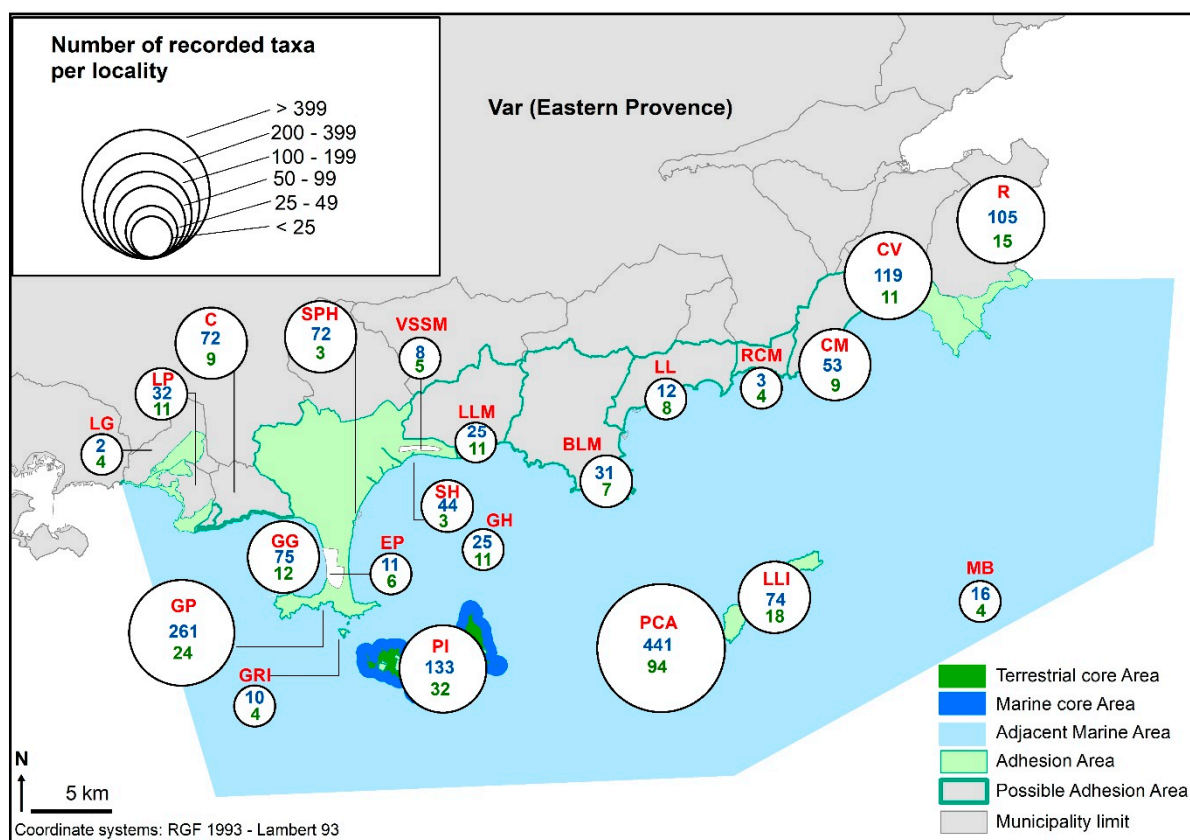 Number of recorded taxa
per locality
> 399
200 - 399
100 - 199
50 - 99
25 - 49
< 25
Var (Eastern Provence)
R
105
15
CV
119
11
CM
53
9
RCM
3
4
LL
12
8
BLM
31
7
VSSM
8
5
LLM
25
11
SPH
72
3
C
72
9
LP
32
11
LG
2
4
SH
44
3
GH
25
11
GG
75
12
EP
11
6
GP
261
24
GRI
10
4
PI
133
32
PCA
441
94
LLI
74
18
MB
16
4
Terrestrial core Area
Marine core Area
Adjacent Marine Area
Adhesion Area
Possible Adhesion Area
Municipality limit
N
5 km
Coordinate systems: RGF 1993 - Lambert 93